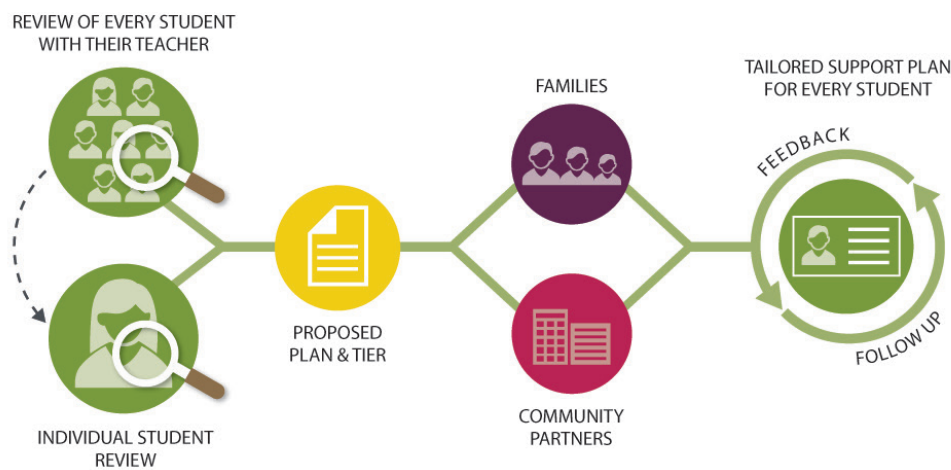 REVIEW OF EVERY STUDENT
WITH THEIR TEACHER
INDIVIDUAL STUDENT
REVIEW
PROPOSED
PLAN & TIER
FAMILIES
COMMUNITY
PARTNERS
TAILORED SUPPORT PLAN
FOR EVERY STUDENT
FEEDBACK
FOLLOW UP